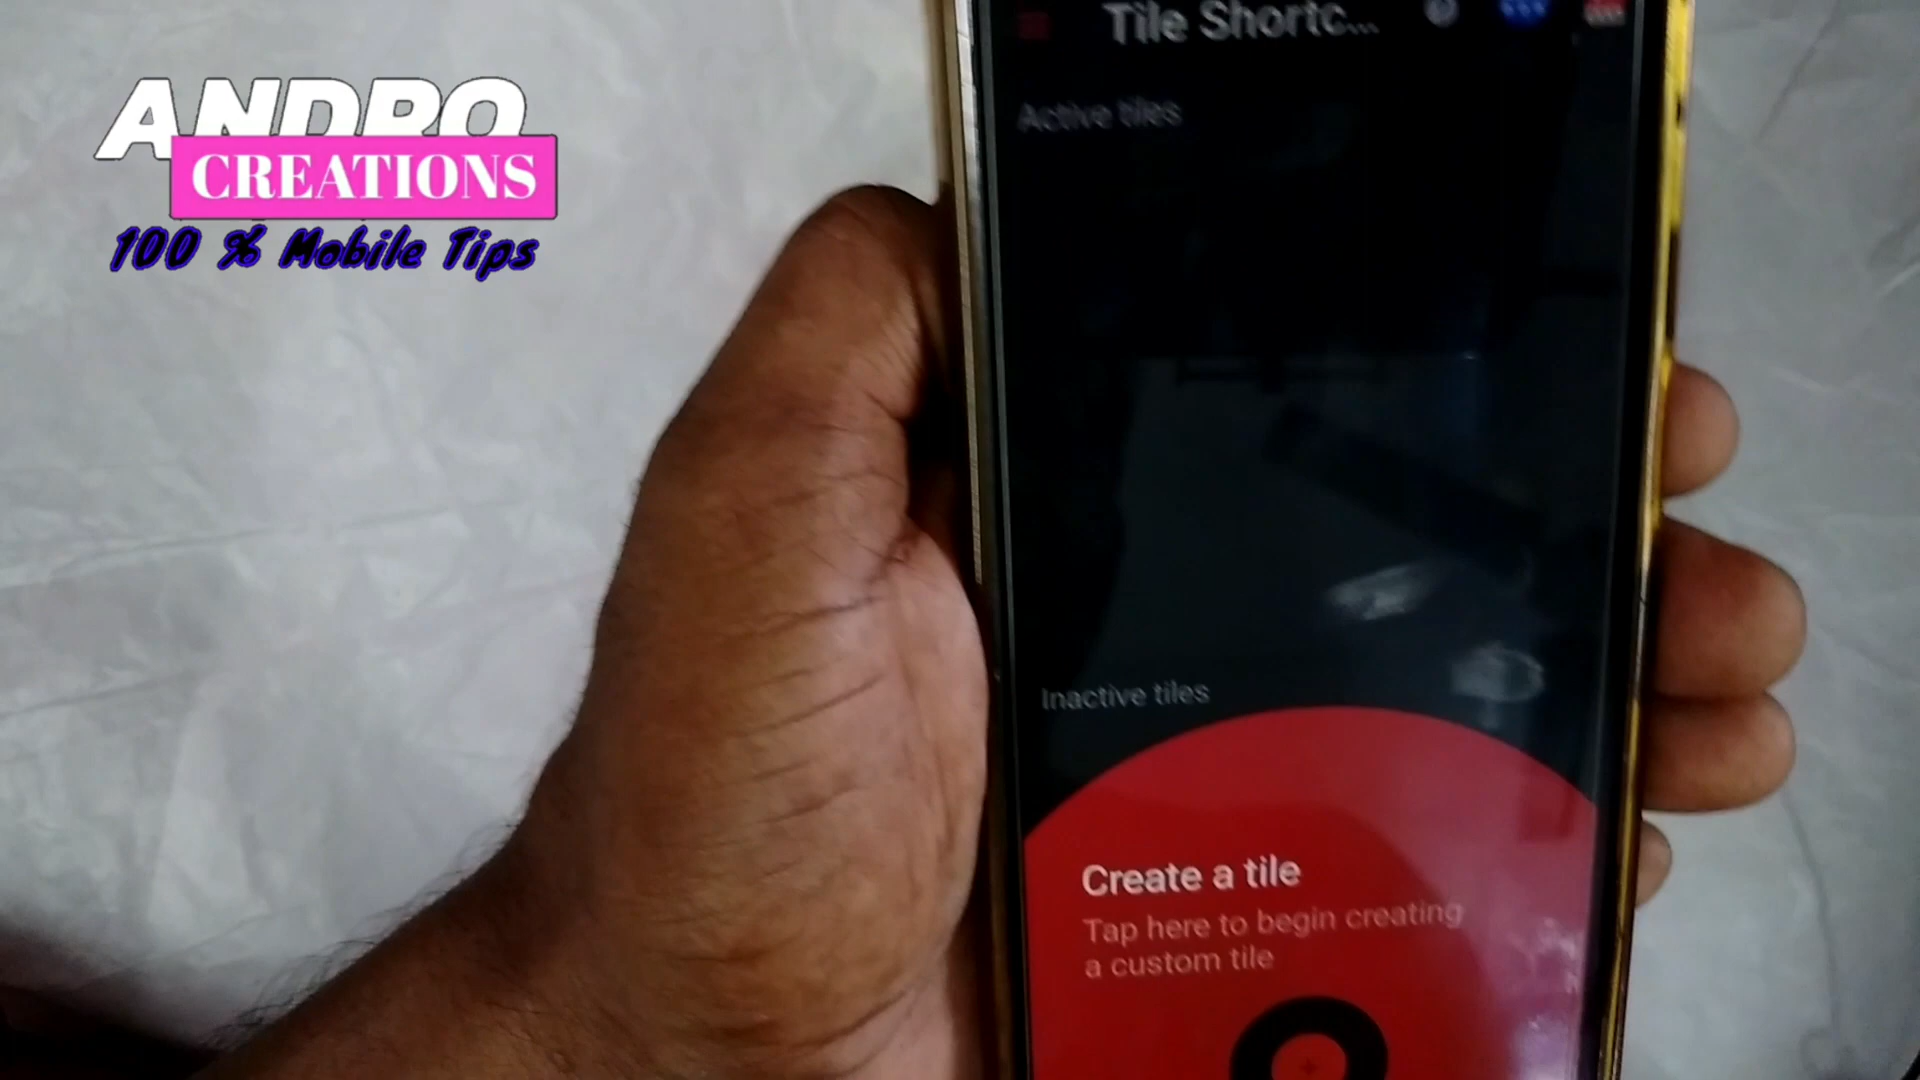 ANDRO
CREATIONS
100 % Mobile Tips
Tile Shortc...
Active tiles
Inactive tiles
Create a tile
Tap here to begin creating
a custom tile